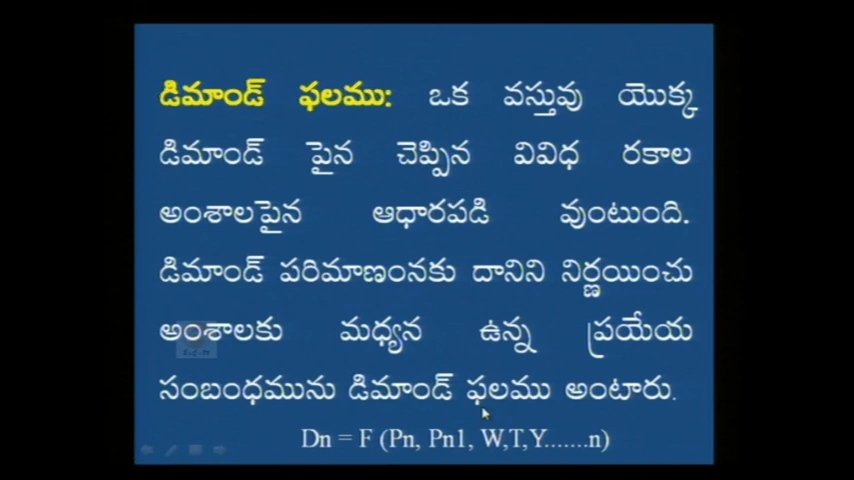 డిమాండ్ ఫలము: ఒక వస్తువు యొక్క
డిమాండ్ పైన చెప్పిన వివిధ రకాల
అంశాలపైన ఆధారపడి వుంటుంది.
డిమాండ్ పరిమాణంనకు దానిని నిర్ణయించు
అంశాలకు మధ్యన ఉన్న ప్రయేయ
సంబంధమును డిమాండ్ ఫలము అంటారు.
Dn = F (Pn, Pn1, W,T,Y.......n)